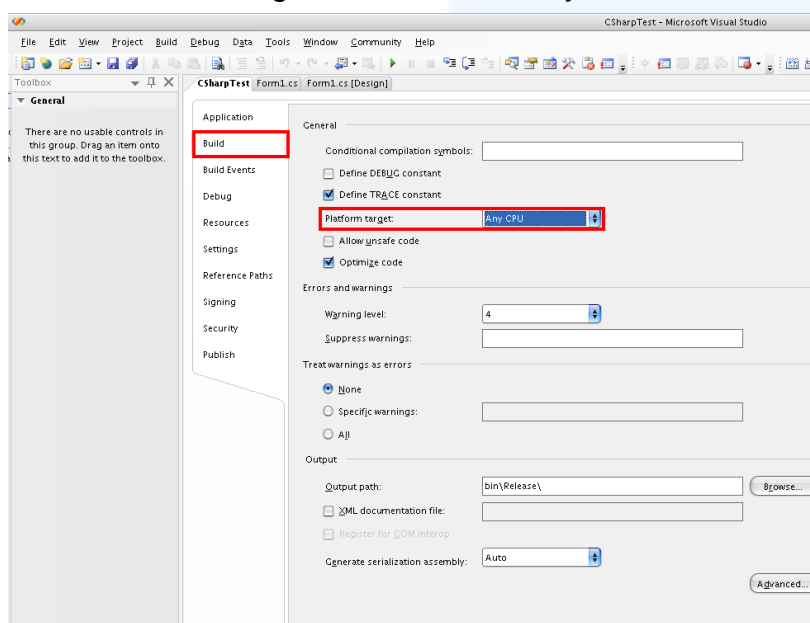 CSharpTest - Microsoft Visual Studio
File Edit View Project Build Debug Data Tools Window Community Help
Toolbox
CSharpTest Form1.cs Form1.cs [Design]
General
There are no usable controls in
this group. Drag an item onto
this text to add it to the toolbox.
Application
Build
Build Events
Debug
Resources
Settings
Reference Paths
Signing
Security
Publish
General
Conditional compilation symbols:
Define DEBUG constant
Define TRACE constant
Platform target: Any CPU
Allow unsafe code
Optimize code
Errors and warnings
Warning level: 4
Suppress warnings:
Treat warnings as errors
None
Specific warnings:
All
Output
Output path: bin\Release\ Browse...
XML documentation file:
Register for COM interop
Generate serialization assembly: Auto
Advanced...